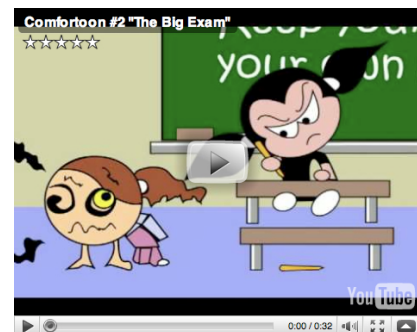 Comfortoon #2 "The Big Exam"
Keep your
your own
YouTube
0:00 / 0:32